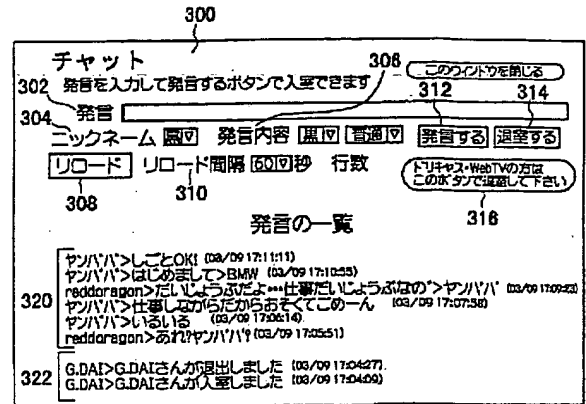 300
チャット
306
このウィンドウを閉じる
302
発言を入力して発言するボタンで入室できます
312
314
発言
304
ニックネーム 黒▽ 発言内容 黒▽ 普通▽ 発言する 退室する
リロード リロード間隔 60▽秒 行数
ドリキャス・WebTVの方は
このボタンで退室して下さい
308
310
316
発言の一覧
320
ヤンパパ>しごとOK! (03/09 17:11:11)
ヤンパパ>はじめまして>BMW (03/09 17:10:35)
reddoragon>だいじょうぶだよ…仕事だいじょうぶなの?>ヤンパパ (03/09 17:09:23)
ヤンパパ>仕事しながらだからおそくてごめーん (03/09 17:07:58)
ヤンパパ>いるいる (03/09 17:06:14)
reddoragon>あれ?ヤンパパ? (03/09 17:05:51)
322
G.DAI>G.DAIさんが退出しました (03/09 17:04:27)
G.DAI>G.DAIさんが入室しました (03/09 17:04:09)